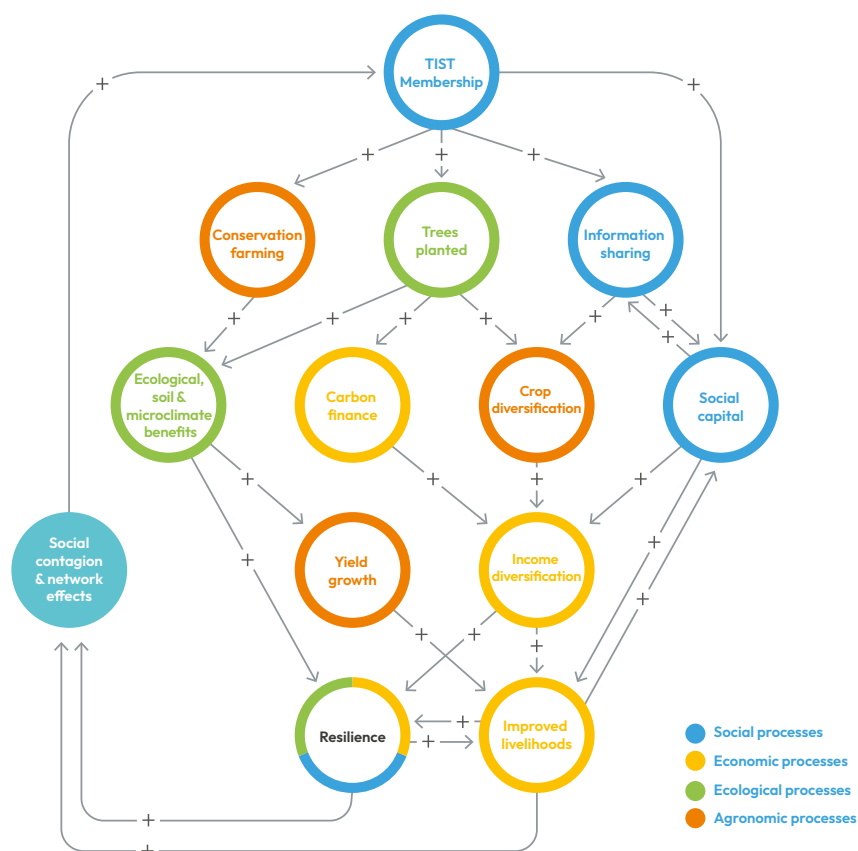 TIST
Membership
Conservation
farming
Trees
planted
Information
sharing
Ecological,
soil &
microclimate
benefits
Carbon
finance
Crop
diversification
Social
capital
Social
contagion
& network
effects
Yield
growth
Income
diversification
Resilience
Improved
livelihoods
Social processes
Economic processes
Ecological processes
Agronomic processes